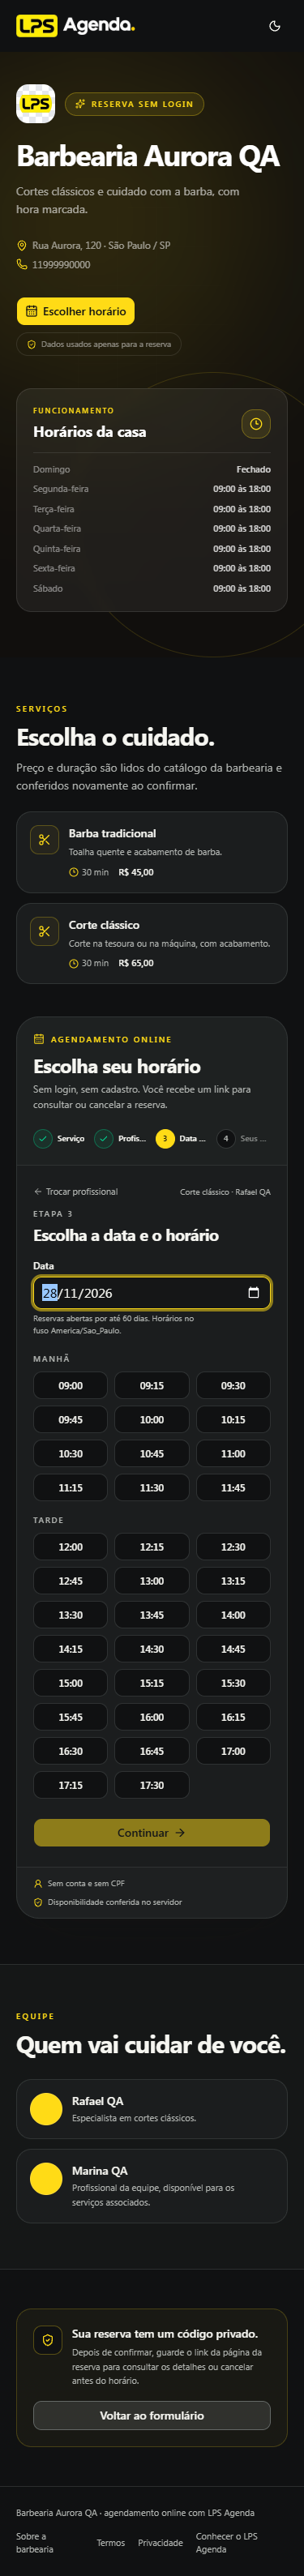 LPS Agenda.
LPS
RESERVA SEM LOGIN
Barbearia Aurora QA
Cortes clássicos e cuidado com a barba, com
hora marcada.
Rua Aurora, 120 · São Paulo / SP
11999990000
Escolher horário
Dados usados apenas para a reserva
FUNCIONAMENTO
Horários da casa
Domingo Fechado
Segunda-feira 09:00 às 18:00
Terça-feira 09:00 às 18:00
Quarta-feira 09:00 às 18:00
Quinta-feira 09:00 às 18:00
Sexta-feira 09:00 às 18:00
Sábado 09:00 às 18:00
SERVIÇOS
Escolha o cuidado.
Preço e duração são lidos do catálogo da barbearia e
conferidos novamente ao confirmar.
Barba tradicional
Toalha quente e acabamento de barba.
30 min R$ 45,00
Corte clássico
Corte na tesoura ou na máquina, com acabamento.
30 min R$ 65,00
AGENDAMENTO ONLINE
Escolha seu horário
Sem login, sem cadastro. Você recebe um link para
consultar ou cancelar a reserva.
Serviço Profis... 3 Data ... 4 Seus ...
Trocar profissional Corte clássico · Rafael QA
ETAPA 3
Escolha a data e o horário
Data
28/11/2026
Reservas abertas por até 60 dias. Horários no
fuso America/Sao_Paulo.
MANHÃ
09:00 09:15 09:30
09:45 10:00 10:15
10:30 10:45 11:00
11:15 11:30 11:45
TARDE
12:00 12:15 12:30
12:45 13:00 13:15
13:30 13:45 14:00
14:15 14:30 14:45
15:00 15:15 15:30
15:45 16:00 16:15
16:30 16:45 17:00
17:15 17:30
Continuar
Sem conta e sem CPF
Disponibilidade conferida no servidor
EQUIPE
Quem vai cuidar de você.
Rafael QA
Especialista em cortes clássicos.
Marina QA
Profissional da equipe, disponível para os
serviços associados.
Sua reserva tem um código privado.
Depois de confirmar, guarde o link da página da
reserva para consultar os detalhes ou cancelar
antes do horário.
Voltar ao formulário
Barbearia Aurora QA · agendamento online com LPS Agenda
Sobre a barbearia Termos Privacidade Conhecer o LPS Agenda